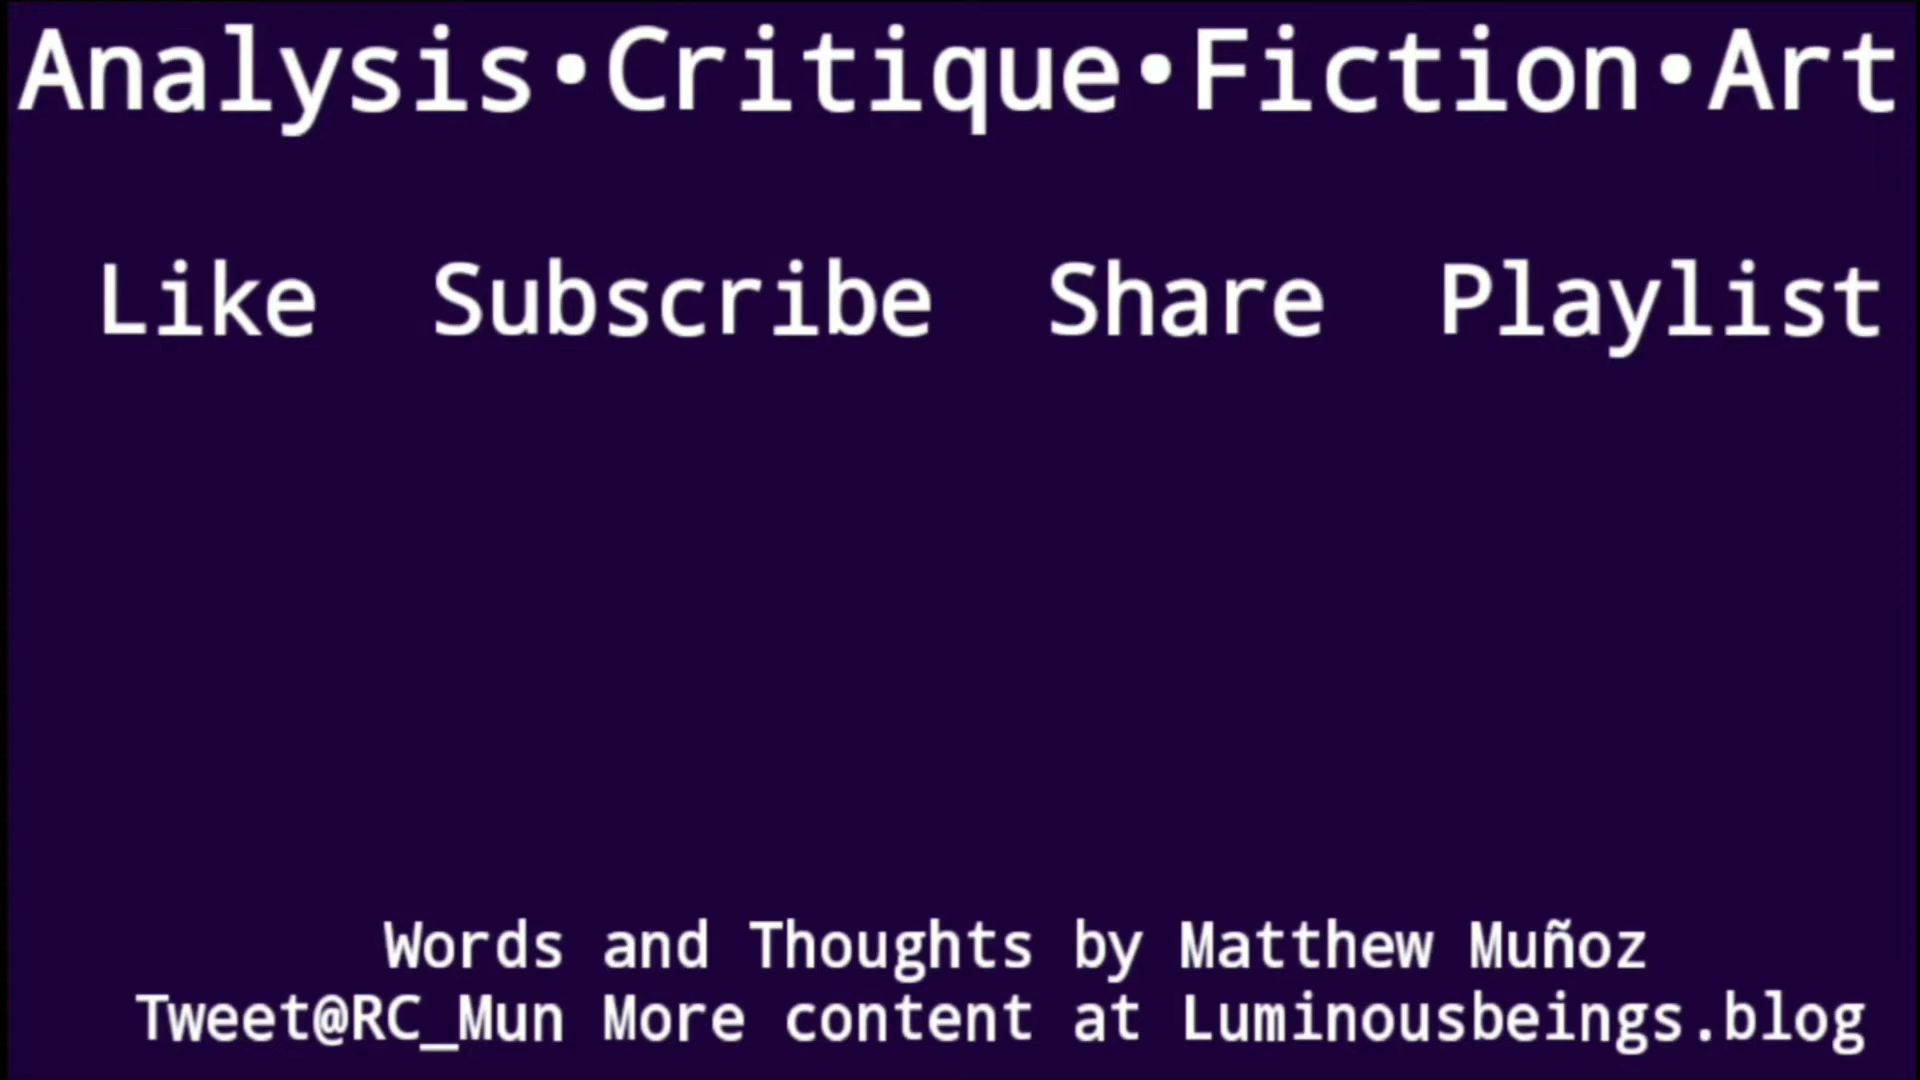 Analysis•Critique•Fiction•Art
Like Subscribe Share Playlist
Words and Thoughts by Matthew Muñoz
Tweet@RC_Mun More content at Luminousbeings.blog